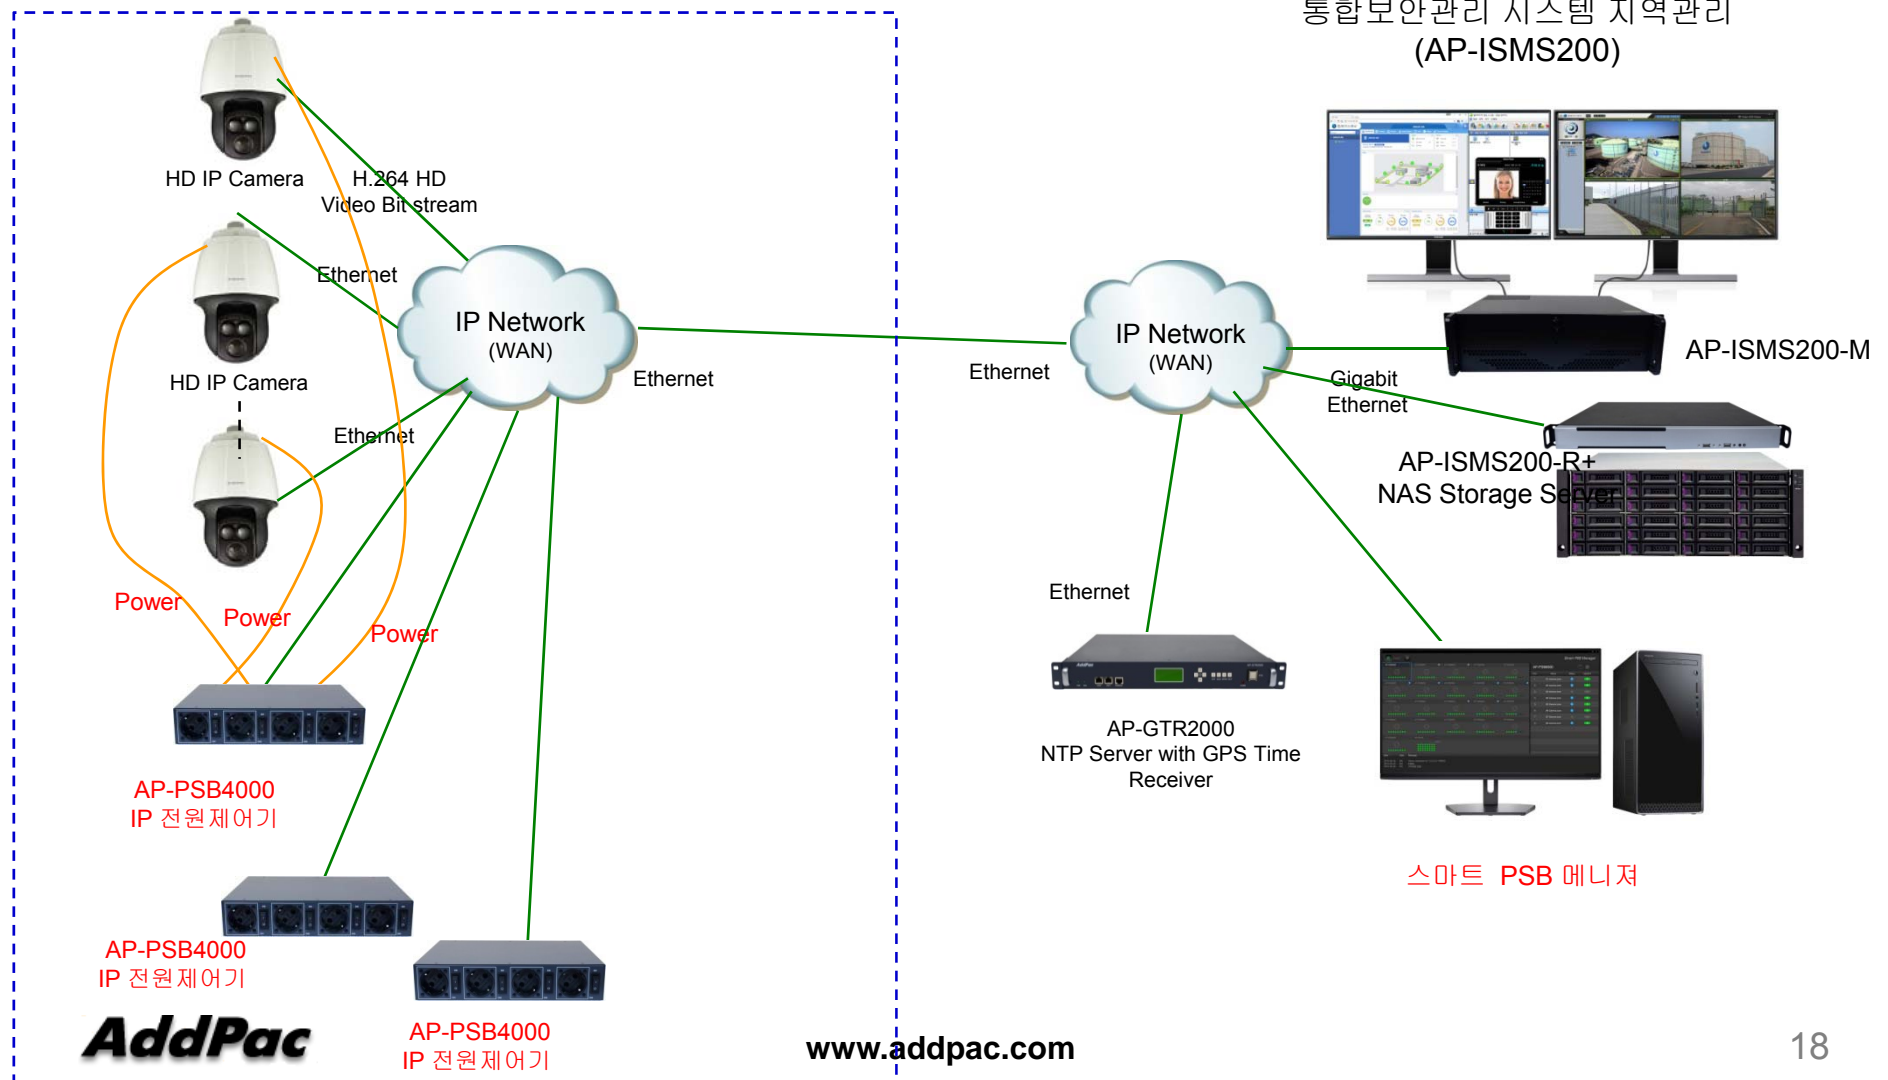 통합보안관리 시스템 지역관리
(AP-ISMS200)
HD IP Camera
H.264 HD
Video Bit stream
Ethernet
HD IP Camera
Ethernet
IP Network
(WAN)
Ethernet
Ethernet
IP Network
(WAN)
Gigabit
Ethernet
AP-ISMS200-M
AP-ISMS200-R+
NAS Storage Server
Ethernet
Power
Power
Power
AddPac
AP-GTR2000
NTP Server with GPS Time
Receiver
AP-PSB4000
IP 전원제어기
스마트 PSB 메니져
AP-PSB4000
IP 전원제어기
AP-PSB4000
IP 전원제어기
AddPac
www.addpac.com
18